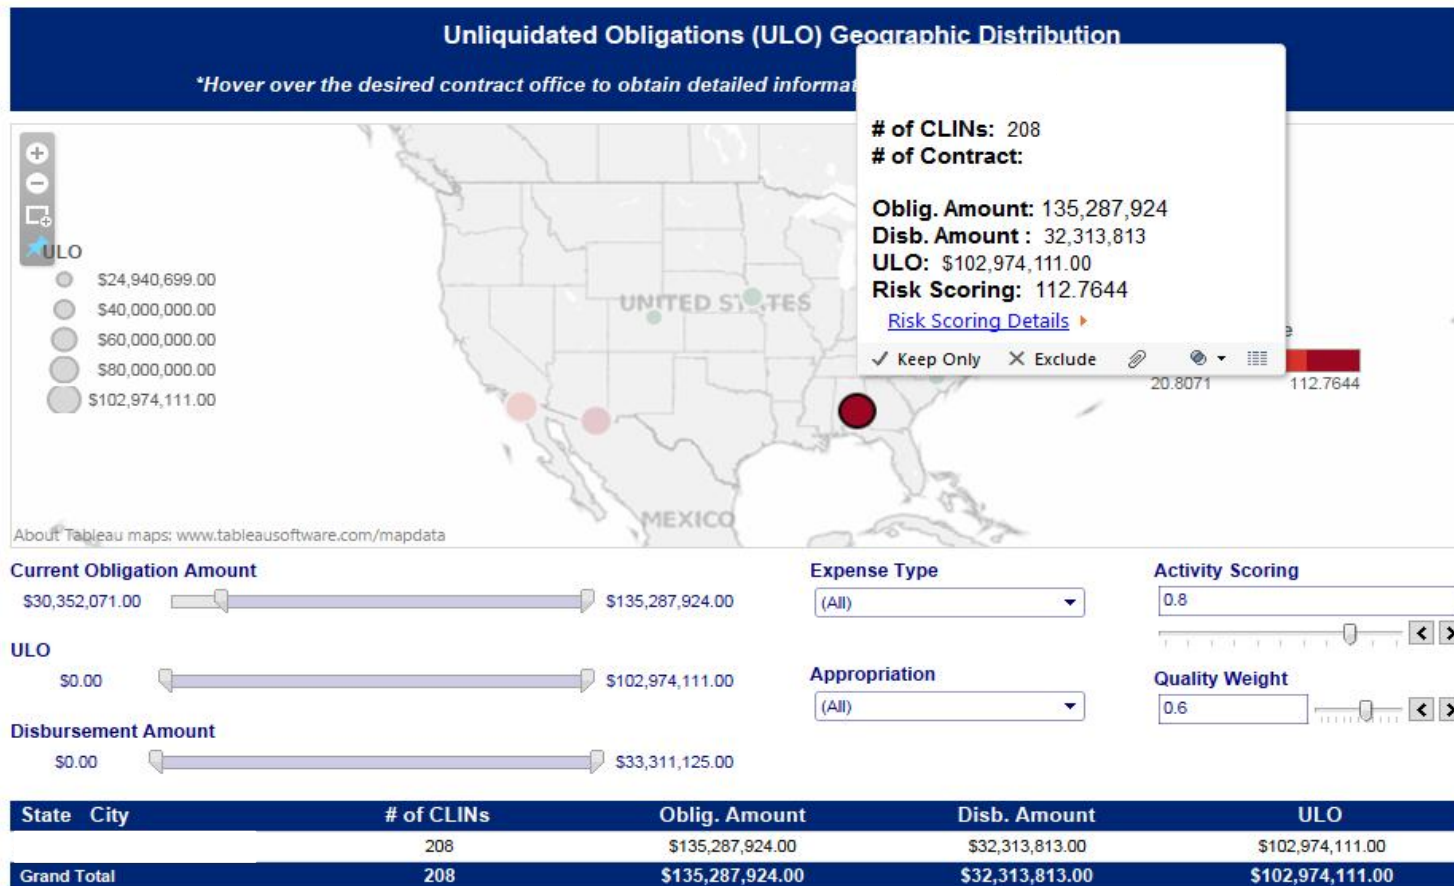 Unliquidated Obligations (ULO) Geographic Distribution
*Hover over the desired contract office to obtain detailed
# of CLINs: 208
# of Contract:
Oblig. Amount: 135,287,924
Disb. Amount : 32,313,813
ULO: $102,974,111.00
Risk Scoring: 112.7644
Risk Scoring Details
Keep Only Exclude
20.8071 112.7644
ULO
$24,940,699.00
$40,000,000.00
$60,000,000.00
$80,000,000.00
$102,974,111.00
UNITED STATES
MEXICO
About Tableau maps: www.tableausoftware.com/mapdata
Current Obligation Amount
$30,352,071.00 $135,287,924.00
ULO
$0.00 $102,974,111.00
Disbursement Amount
$0.00 $33,311,125.00
Expense Type
(All)
Appropriation
(All)
Activity Scoring
0.8
Quality Weight
0.6
State City # of CLINs Oblig. Amount Disb. Amount ULO
208 $135,287,924.00 $32,313,813.00 $102,974,111.00
Grand Total 208 $135,287,924.00 $32,313,813.00 $102,974,111.00